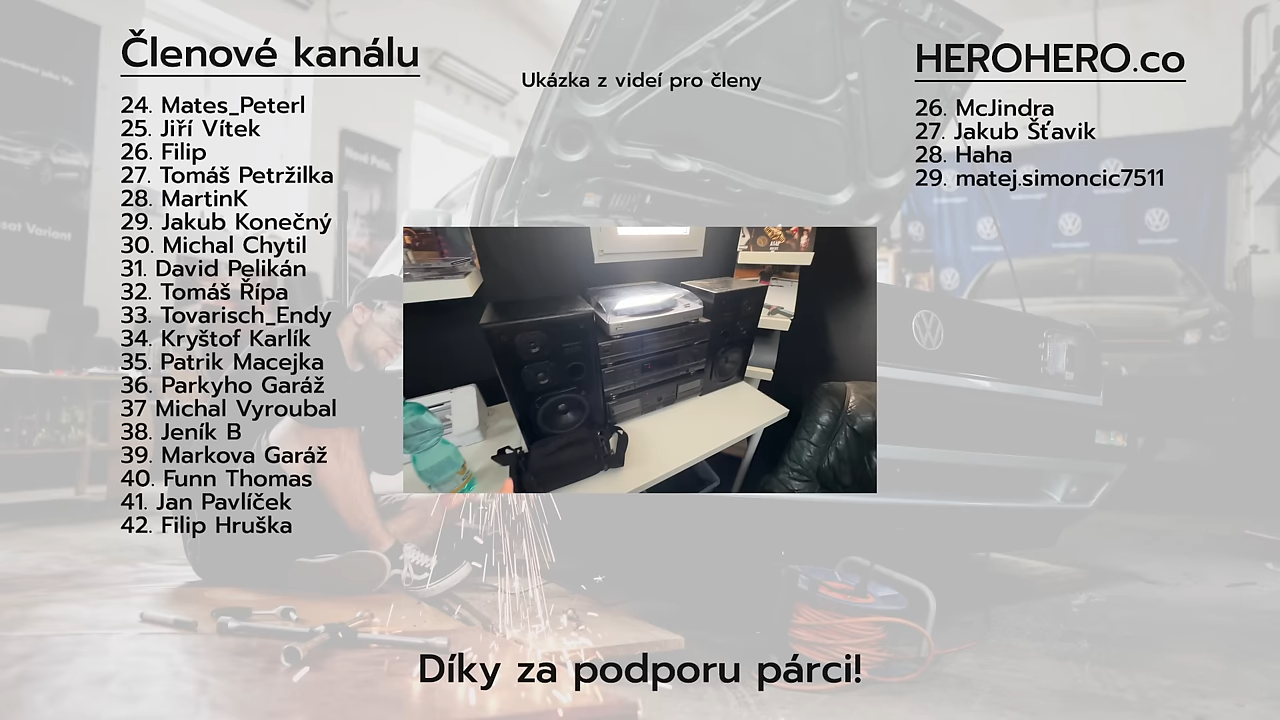 Členové kanálu
24. Mates_Peterl
25. Jiří Vítek
26. Filip
27. Tomáš Petržilka
28. MartinK
29. Jakub Konečný
30. Michal Chytil
31. David Pelikán
32. Tomáš Řípa
33. Tovarisch_Endy
34. Kryštof Karlík
35. Patrik Macejka
36. Parkyho Garáž
37 Michal Vyroubal
38. Jeník B
39. Markova Garáž
40. Funn Thomas
41. Jan Pavlíček
42. Filip Hruška
Ukázka z videí pro členy
HEROHERO.co
26. McJindra
27. Jakub Šťavik
28. Haha
29. matej.simoncic7511
Díky za podporu párci!